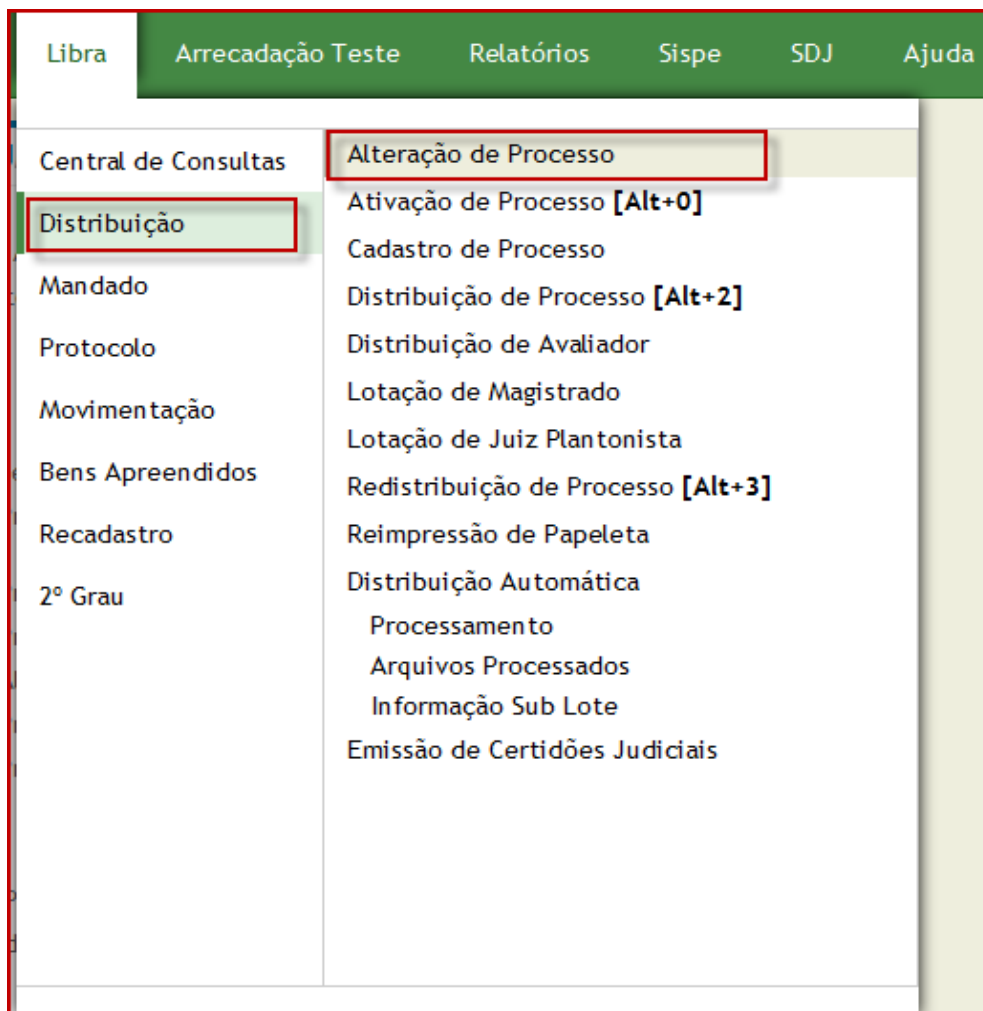 Libra Arrecadação Teste Relatórios Sispe SDJ Ajuda
Central de Consultas
Distribuição
Mandado
Protocolo
Movimentação
Bens Apreendidos
Recadastro
2º Grau
Alteração de Processo
Ativação de Processo [Alt+0]
Cadastro de Processo
Distribuição de Processo [Alt+2]
Distribuição de Avaliador
Lotação de Magistrado
Lotação de Juiz Plantonista
Redistribuição de Processo [Alt+3]
Reimpressão de Papeleta
Distribuição Automática
Processamento
Arquivos Processados
Informação Sub Lote
Emissão de Certidões Judiciais